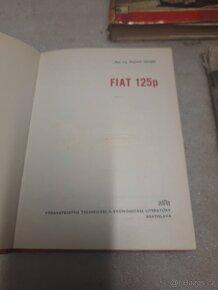 FIAT 125p
alfa
VYDAVATEĽSTVO TECHNICKEJ A EKONOMICKEJ LITERATÚRY
BRATISLAVA